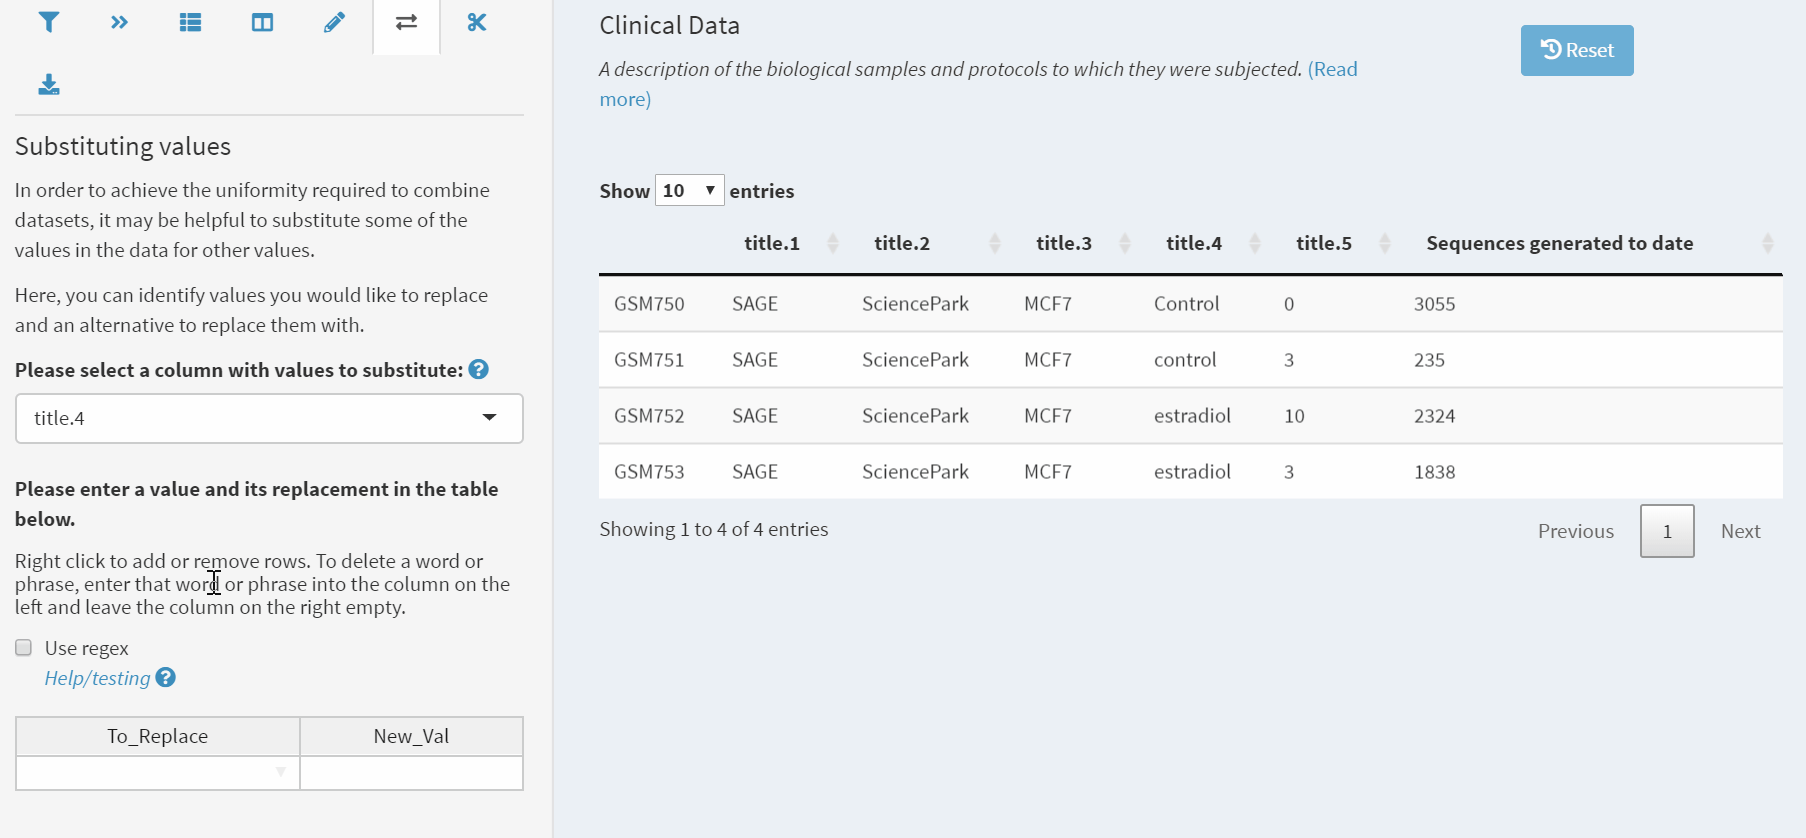 Substituting values
In order to achieve the uniformity required to combine
datasets, it may be helpful to substitute some of the
values in the data for other values.
Here, you can identify values you would like to replace
and an alternative to replace them with.
Please select a column with values to substitute: ?
title.4
Please enter a value and its replacement in the table
below.
Right click to add or remove rows. To delete a word or
phrase, enter that word or phrase into the column on the
left and leave the column on the right empty.
Use regex
Help/testing ?
To_Replace New_Val
Clinical Data
Reset
A description of the biological samples and protocols to which they were subjected. (Read
more)
Show 10 entries
title.1 title.2 title.3 title.4 title.5 Sequences generated to date
GSM750 SAGE SciencePark MCF7 Control 0 3055
GSM751 SAGE SciencePark MCF7 control 3 235
GSM752 SAGE SciencePark MCF7 estradiol 10 2324
GSM753 SAGE SciencePark MCF7 estradiol 3 1838
Showing 1 to 4 of 4 entries
Previous 1 Next